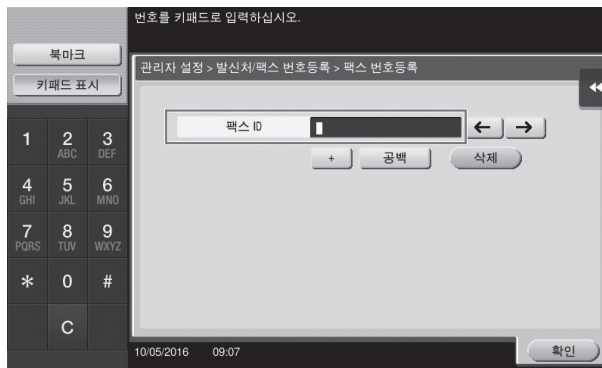 번호를 키패드로 입력하십시오.
북마크
키패드 표시
관리자 설정 > 발신처/팩스 번호등록 > 팩스 번호등록
팩스 ID
← →
+ 공백 삭제
1 2 ABC 3 DEF
4 GHI 5 JKL 6 MNO
7 PQRS 8 TUV 9 WXYZ
* 0 #
C
10/05/2016 09:07
확인